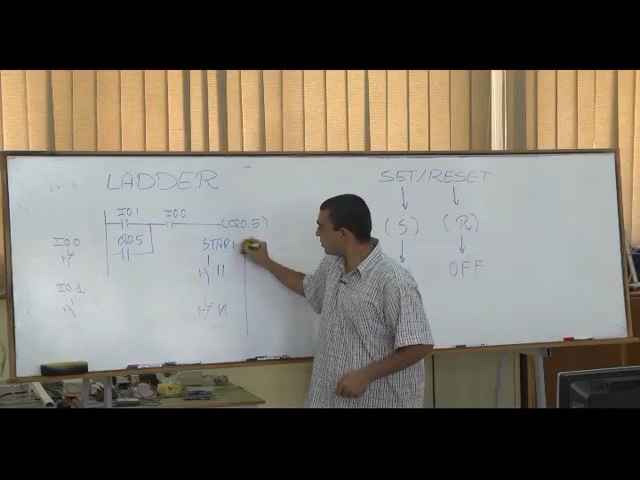 LADDER
SET/RESET
I0.1
I0.0
(Q0.5)
Q0.5
(S)
(R)
I0.0
START
OFF
I0.1